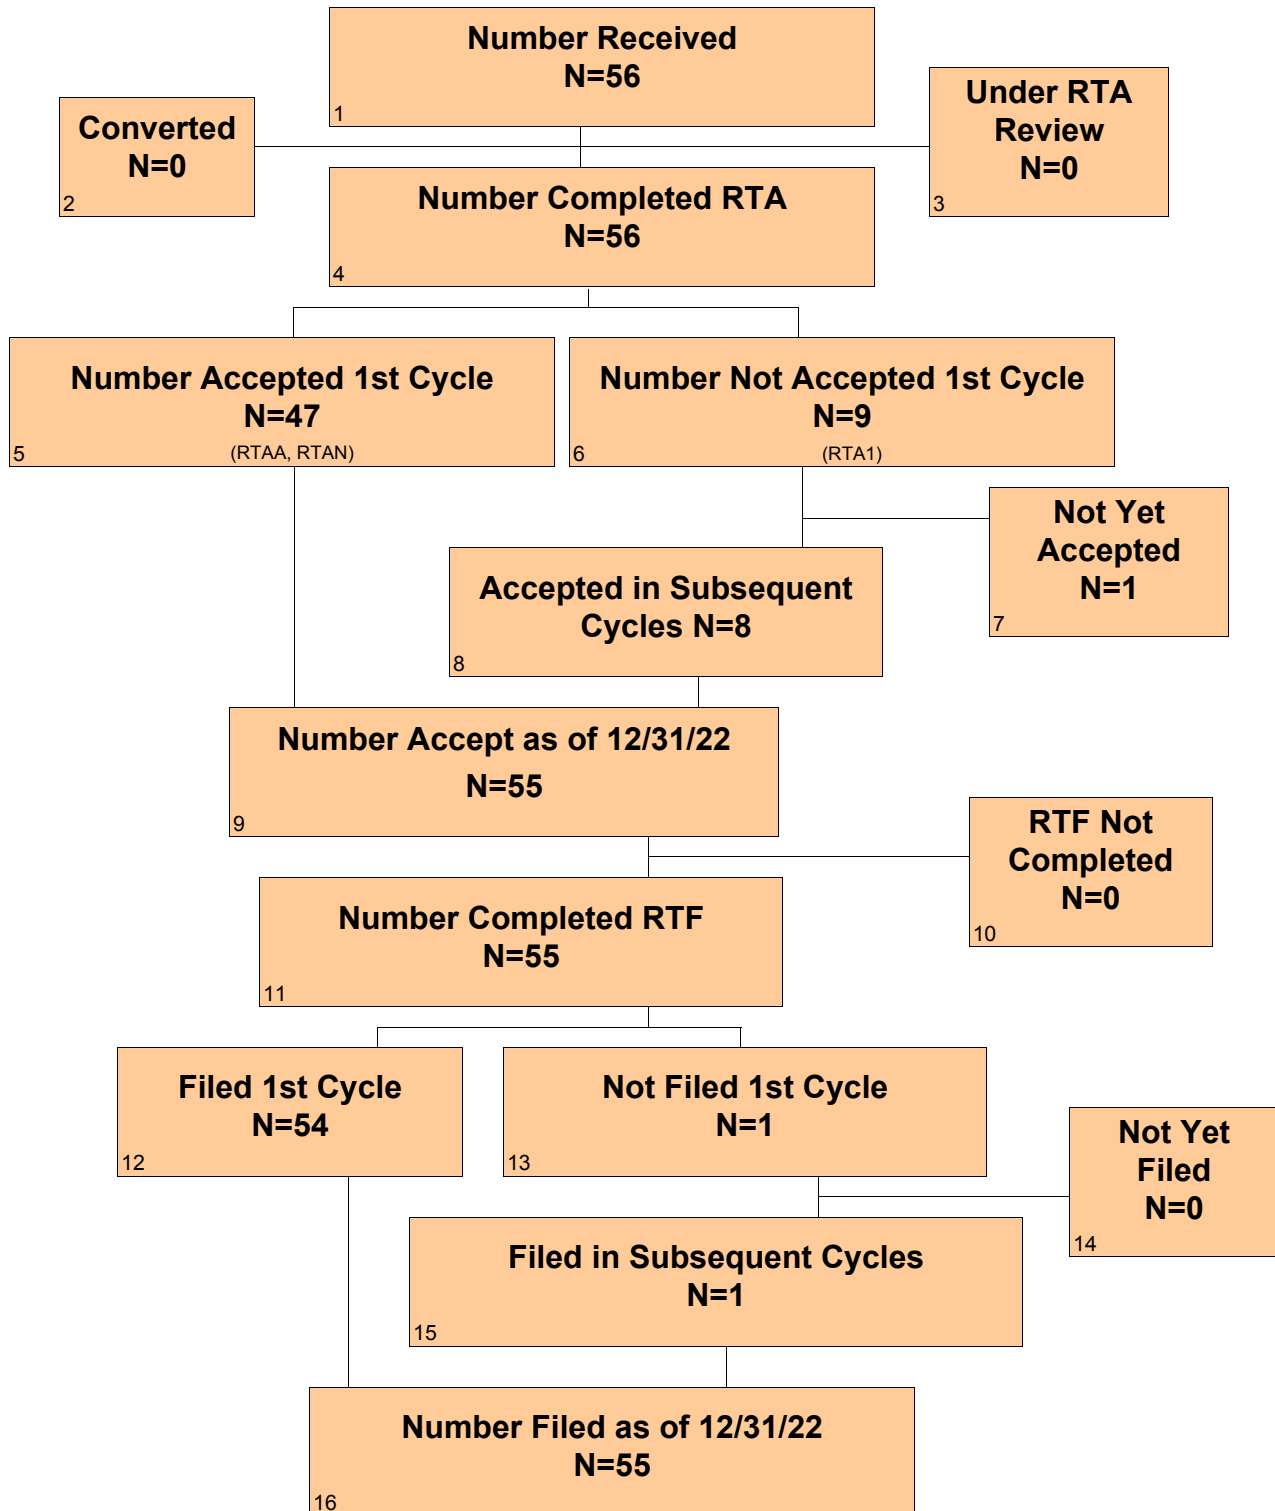 Number Received
N=56
1
Converted
N=0
2
Under RTA
Review
N=0
3
Number Completed RTA
N=56
4
Number Accepted 1st Cycle
N=47
(RTAA, RTAN)
5
Number Not Accepted 1st Cycle
N=9
(RTA1)
6
Not Yet
Accepted
N=1
7
Accepted in Subsequent
Cycles N=8
8
Number Accept as of 12/31/22
N=55
9
RTF Not
Completed
N=0
10
Number Completed RTF
N=55
11
Filed 1st Cycle
N=54
12
Not Filed 1st Cycle
N=1
13
Not Yet
Filed
N=0
14
Filed in Subsequent Cycles
N=1
15
Number Filed as of 12/31/22
N=55
16